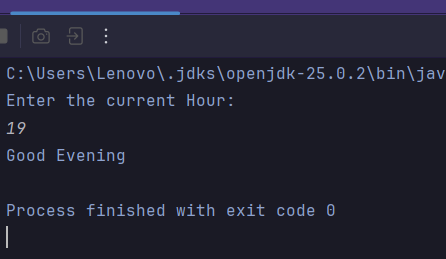 C:\Users\Lenovo\.jdks\openjdk-25.0.2\bin\jav
Enter the current Hour:
19
Good Evening
Process finished with exit code 0